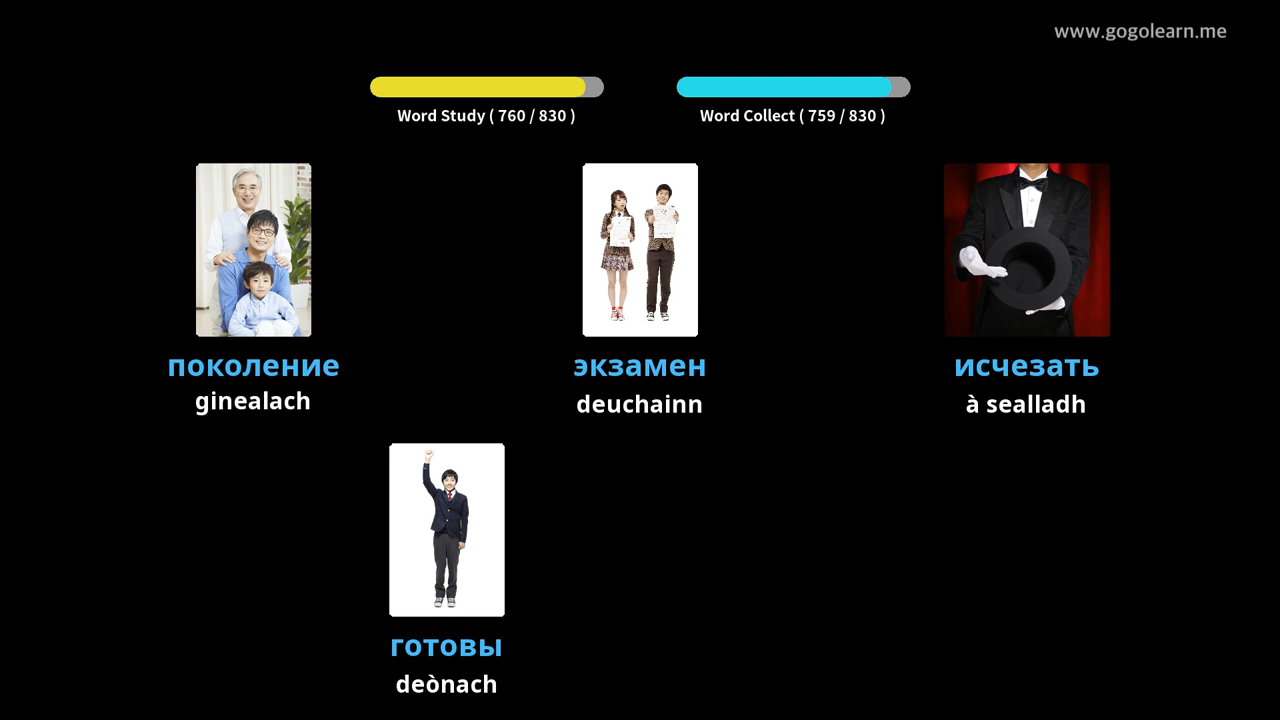 www.gogolearn.me
Word Study ( 760 / 830 )
Word Collect ( 759 / 830 )
поколение
ginealach
экзамен
deuchainn
исчезать
à sealladh
готовы
deònach